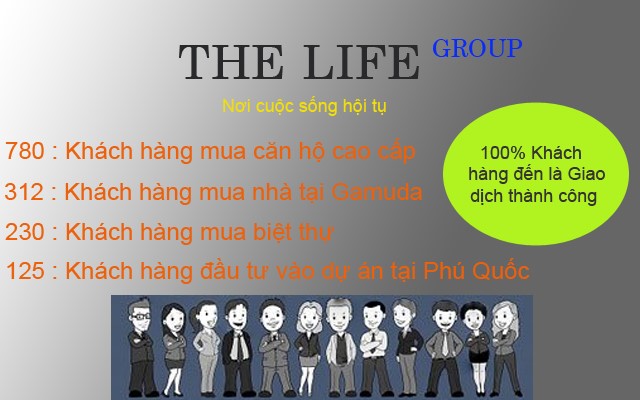 THE LIFE GROUP
Nơi cuộc sống hội tụ
780 : Khách hàng mua căn hộ cao cấp
312 : Khách hàng mua nhà tại Gamuda
230 : Khách hàng mua biệt thự
125 : Khách hàng đầu tư vào dự án tại Phú Quốc
100% Khách
hàng đến là Giao
dịch thành công